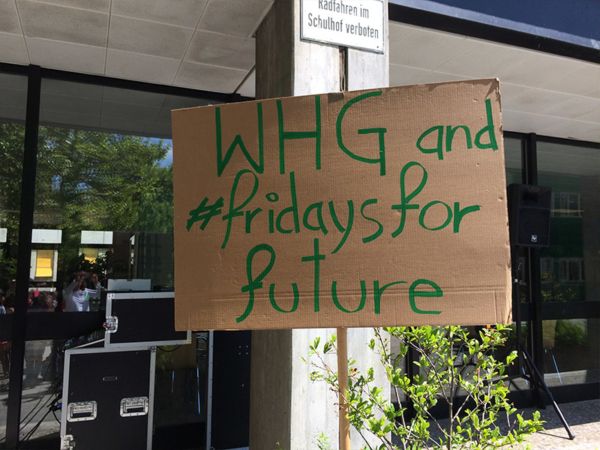 Radfahren im
Schulhof verboten
WHG and
#fridays for
future